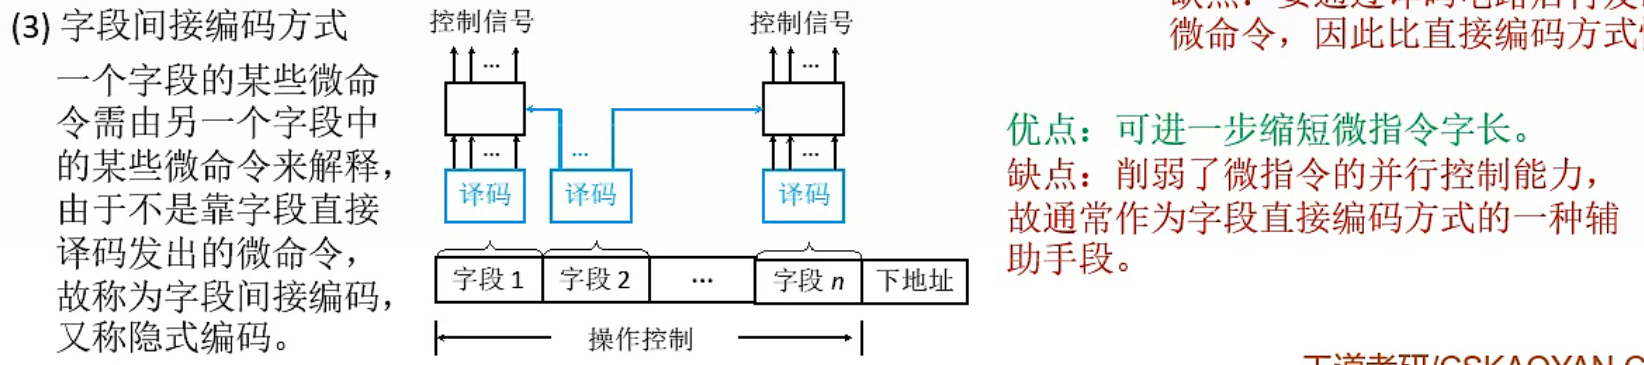 (3) 字段间接编码方式
一个字段的某些微命
令需由另一个字段中
的某些微命令来解释，
由于不是靠字段直接
译码发出的微命令，
故称为字段间接编码，
又称隐式编码。
控制信号
控制信号
...
...
...
...
...
译码
译码
译码
字段 1
字段 2
...
字段 n
下地址
操作控制
微命令，因此比直接编码方式
优点：可进一步缩短微指令字长。
缺点：削弱了微指令的并行控制能力，
故通常作为字段直接编码方式的一种辅
助手段。